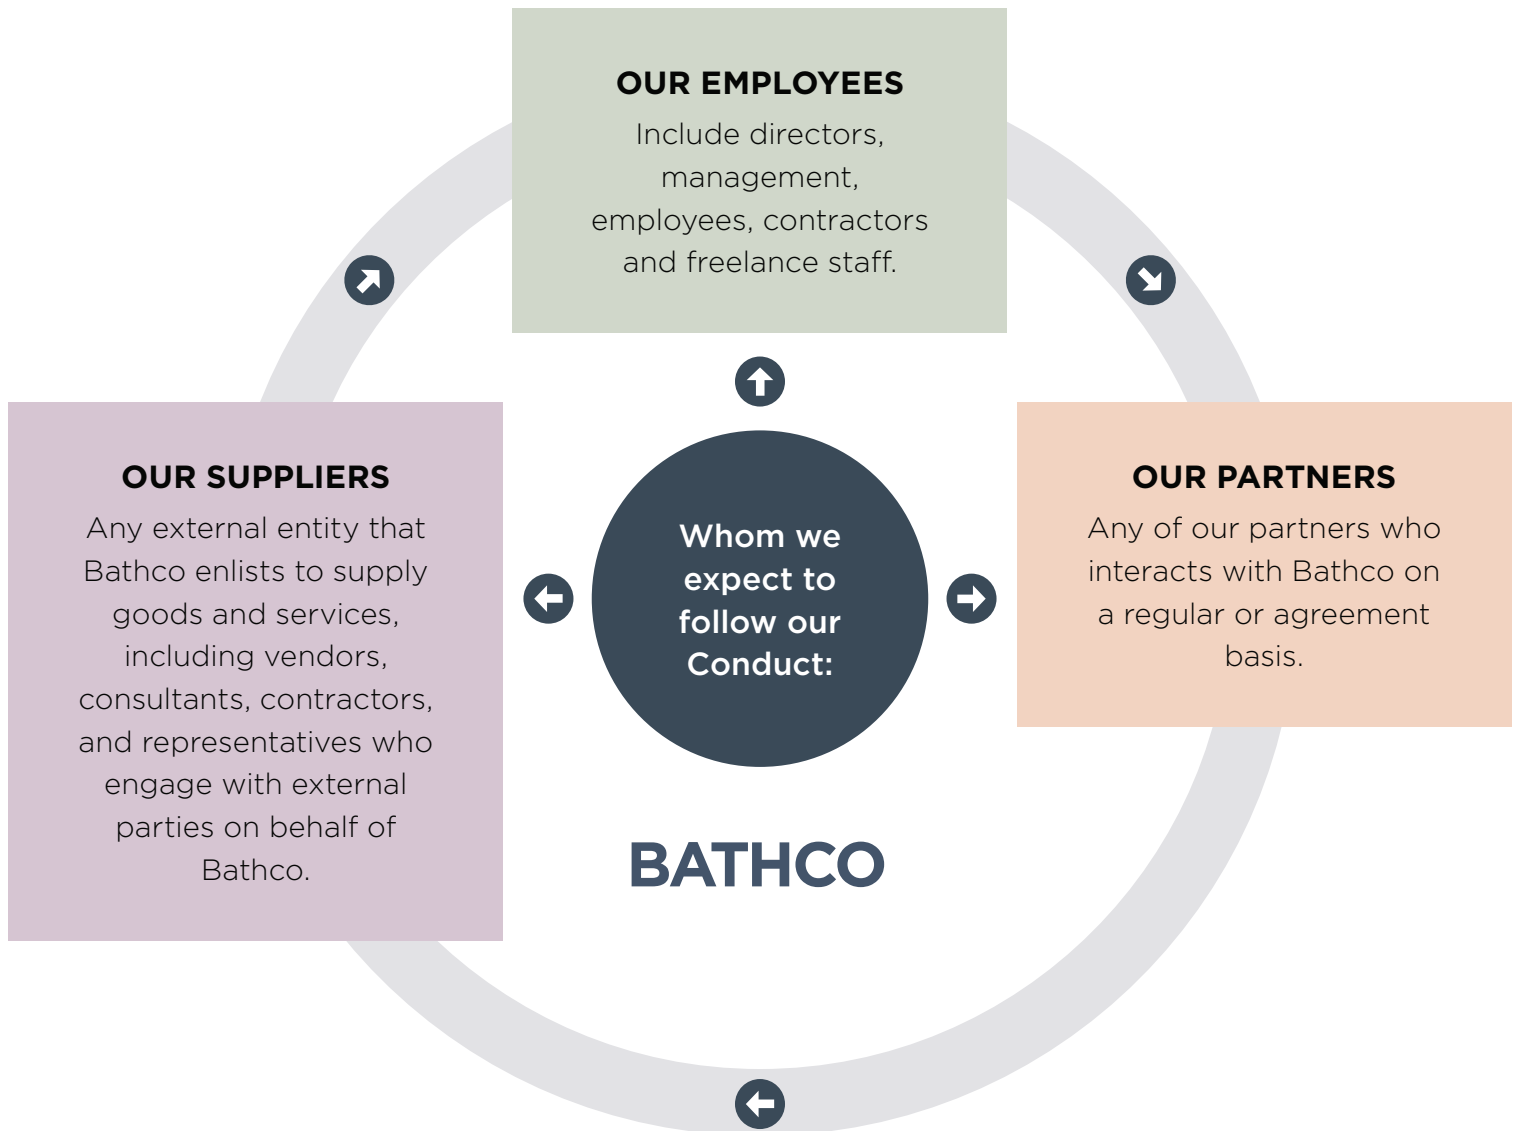 OUR EMPLOYEES
Include directors,
management,
employees, contractors
and freelance staff.
OUR SUPPLIERS
Any external entity that
Bathco enlists to supply
goods and services,
including vendors,
consultants, contractors,
and representatives who
engage with external
parties on behalf of
Bathco.
Whom we
expect to
follow our
Conduct:
OUR PARTNERS
Any of our partners who
interacts with Bathco on
a regular or agreement
basis.
BATHCO